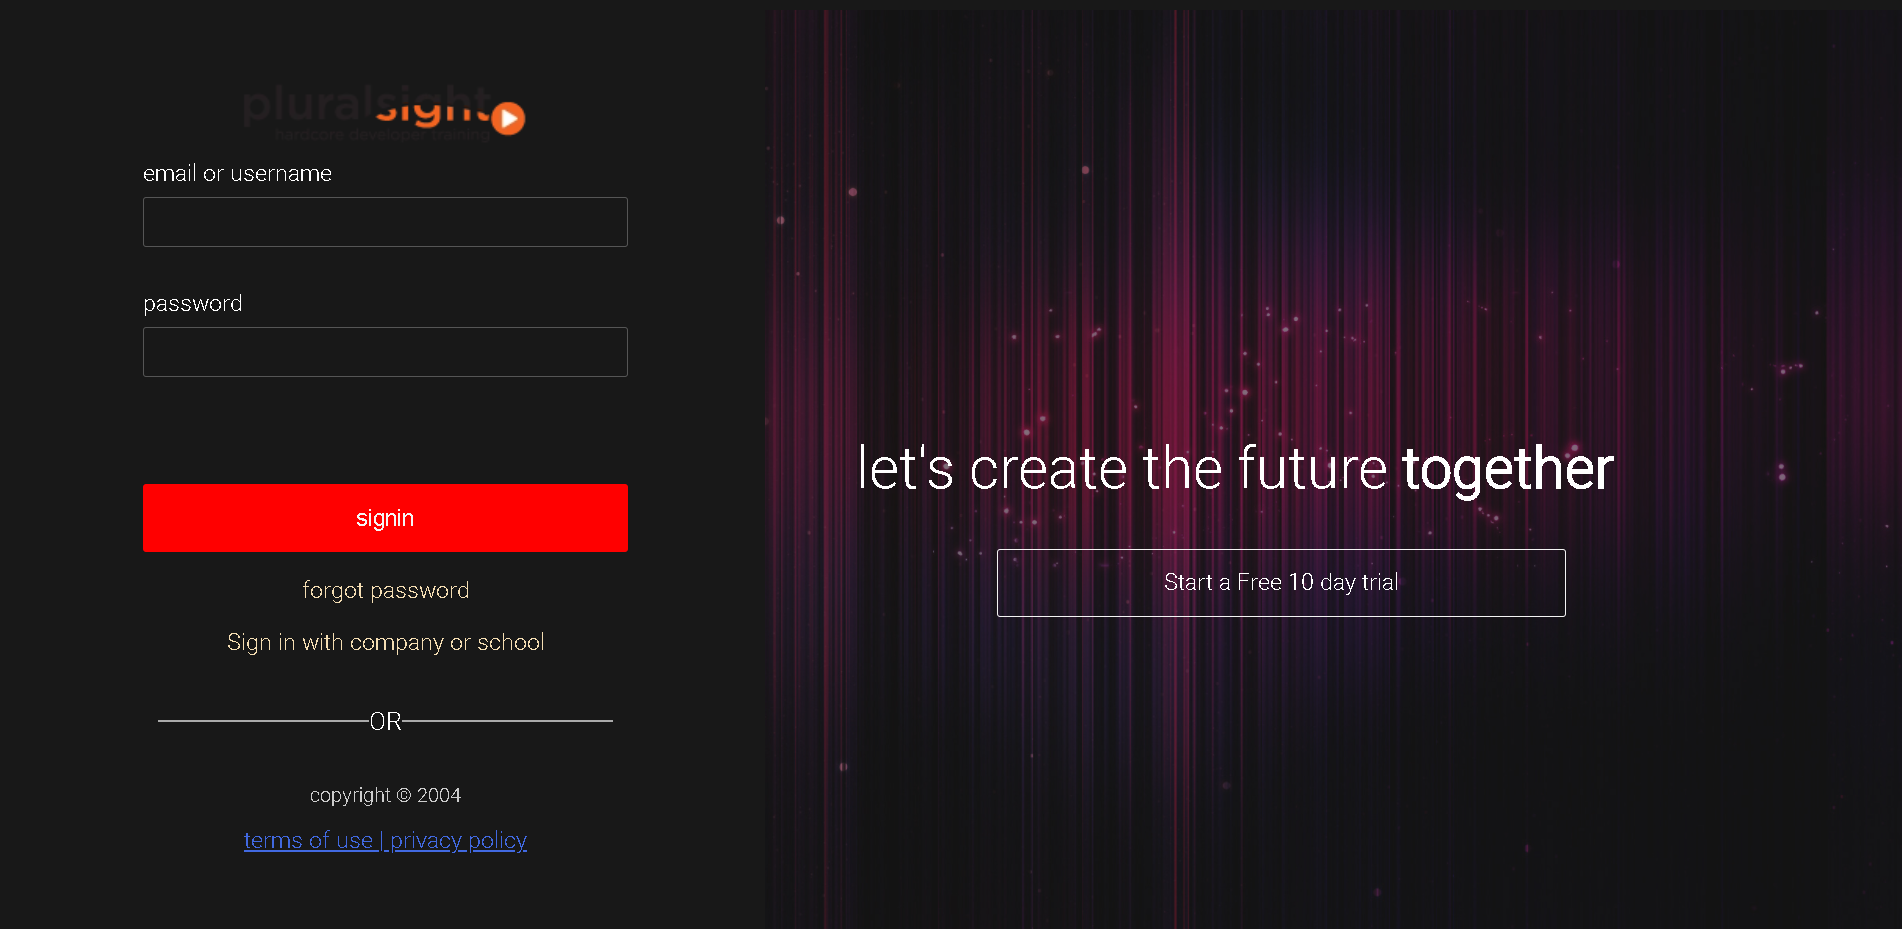 pluralsight
hardcore developer training
email or username
password
signin
forgot password
Sign in with company or school
OR
copyright © 2004
terms of use | privacy policy
let's create the future together
Start a Free 10 day trial